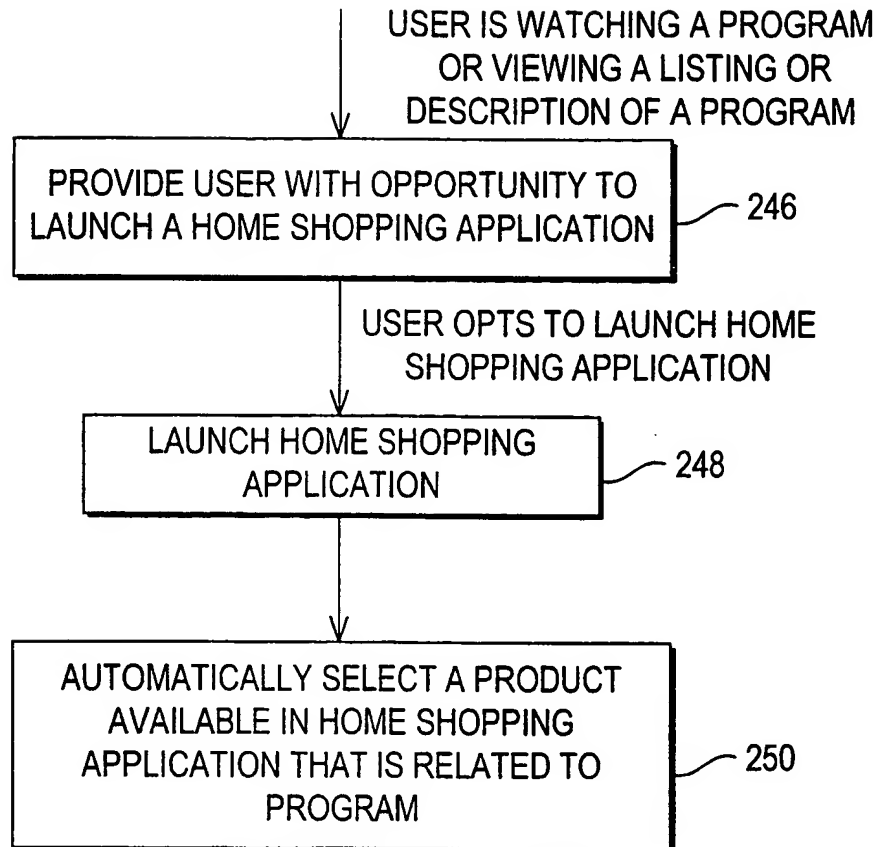 USER IS WATCHING A PROGRAM
OR VIEWING A LISTING OR
DESCRIPTION OF A PROGRAM
PROVIDE USER WITH OPPORTUNITY TO
LAUNCH A HOME SHOPPING APPLICATION
246
USER OPTS TO LAUNCH HOME
SHOPPING APPLICATION
LAUNCH HOME SHOPPING
APPLICATION
248
AUTOMATICALLY SELECT A PRODUCT
AVAILABLE IN HOME SHOPPING
APPLICATION THAT IS RELATED TO
PROGRAM
250